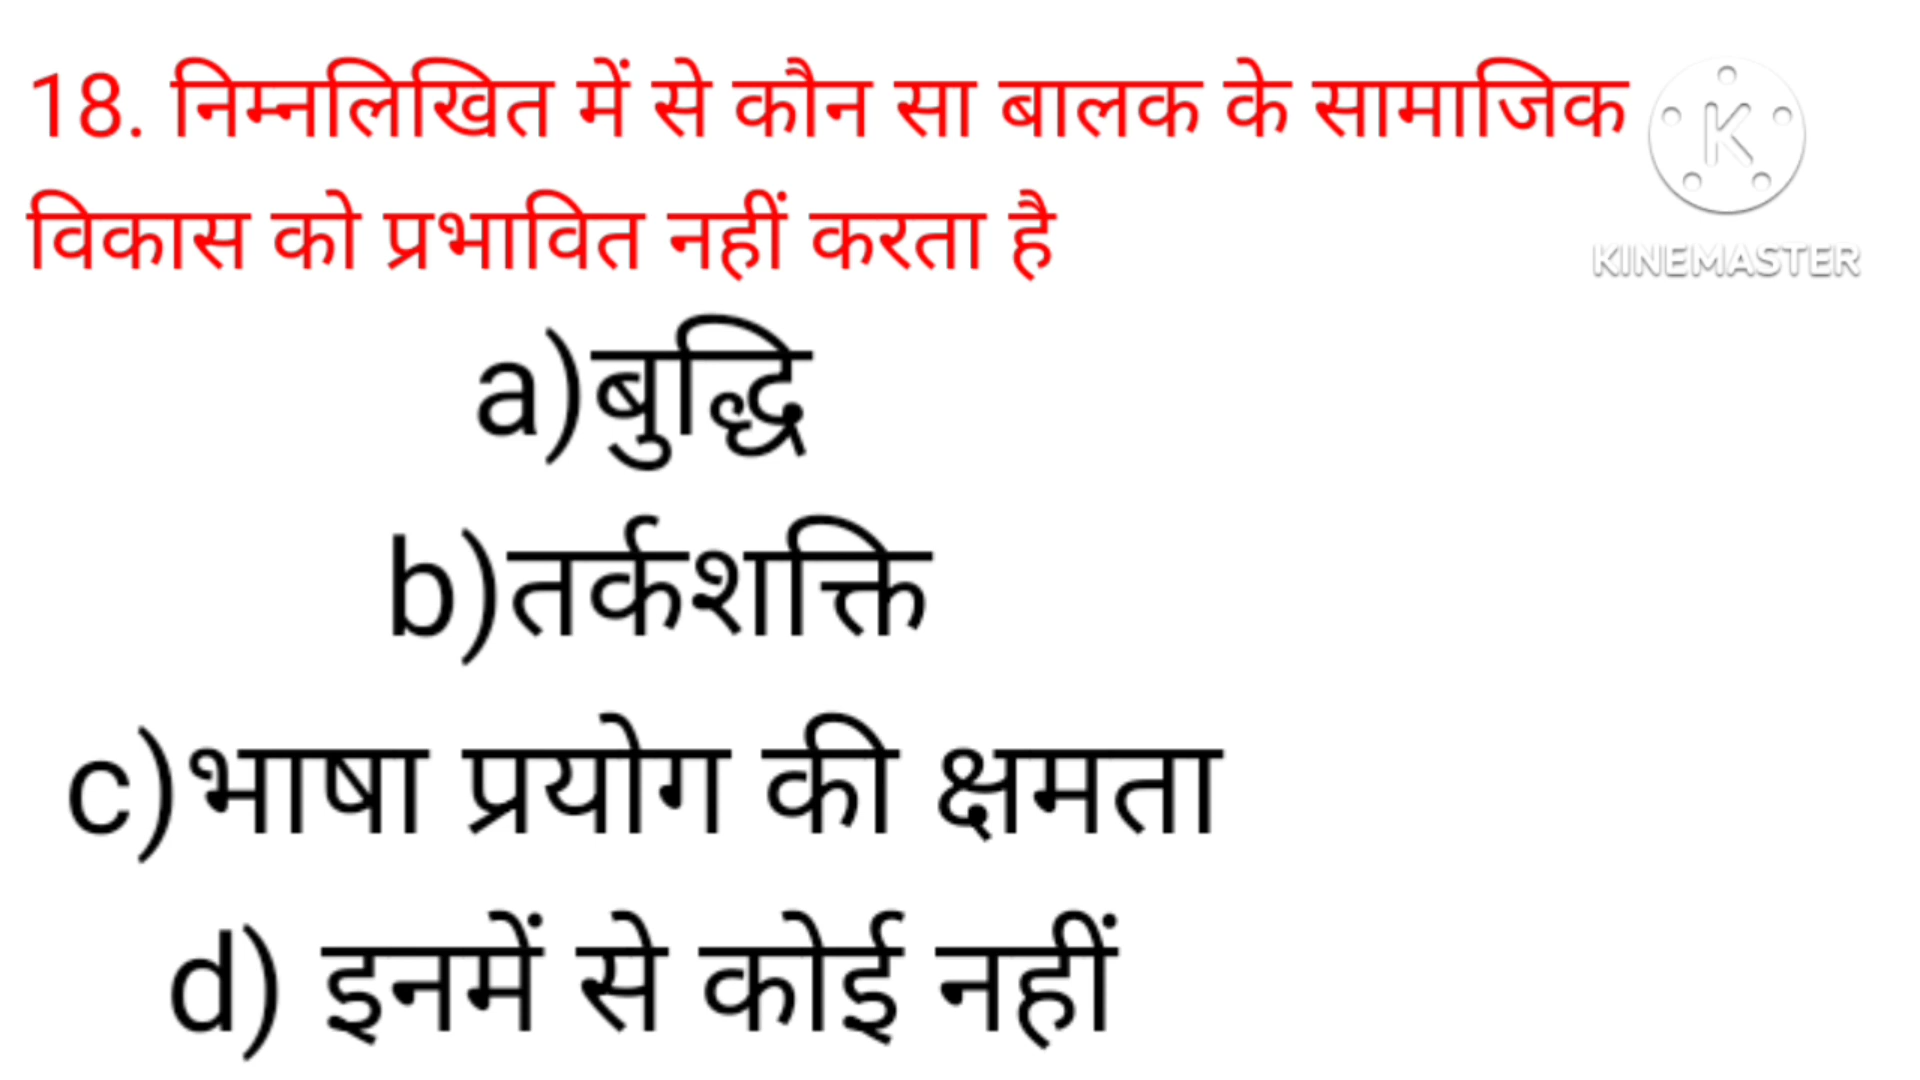 18. निम्नलिखित में से कौन सा बालक के सामाजिक
विकास को प्रभावित नहीं करता है
K
KINEMASTER
a)बुद्धि
b)तर्कशक्ति
c)भाषा प्रयोग की क्षमता
d) इनमें से कोई नहीं